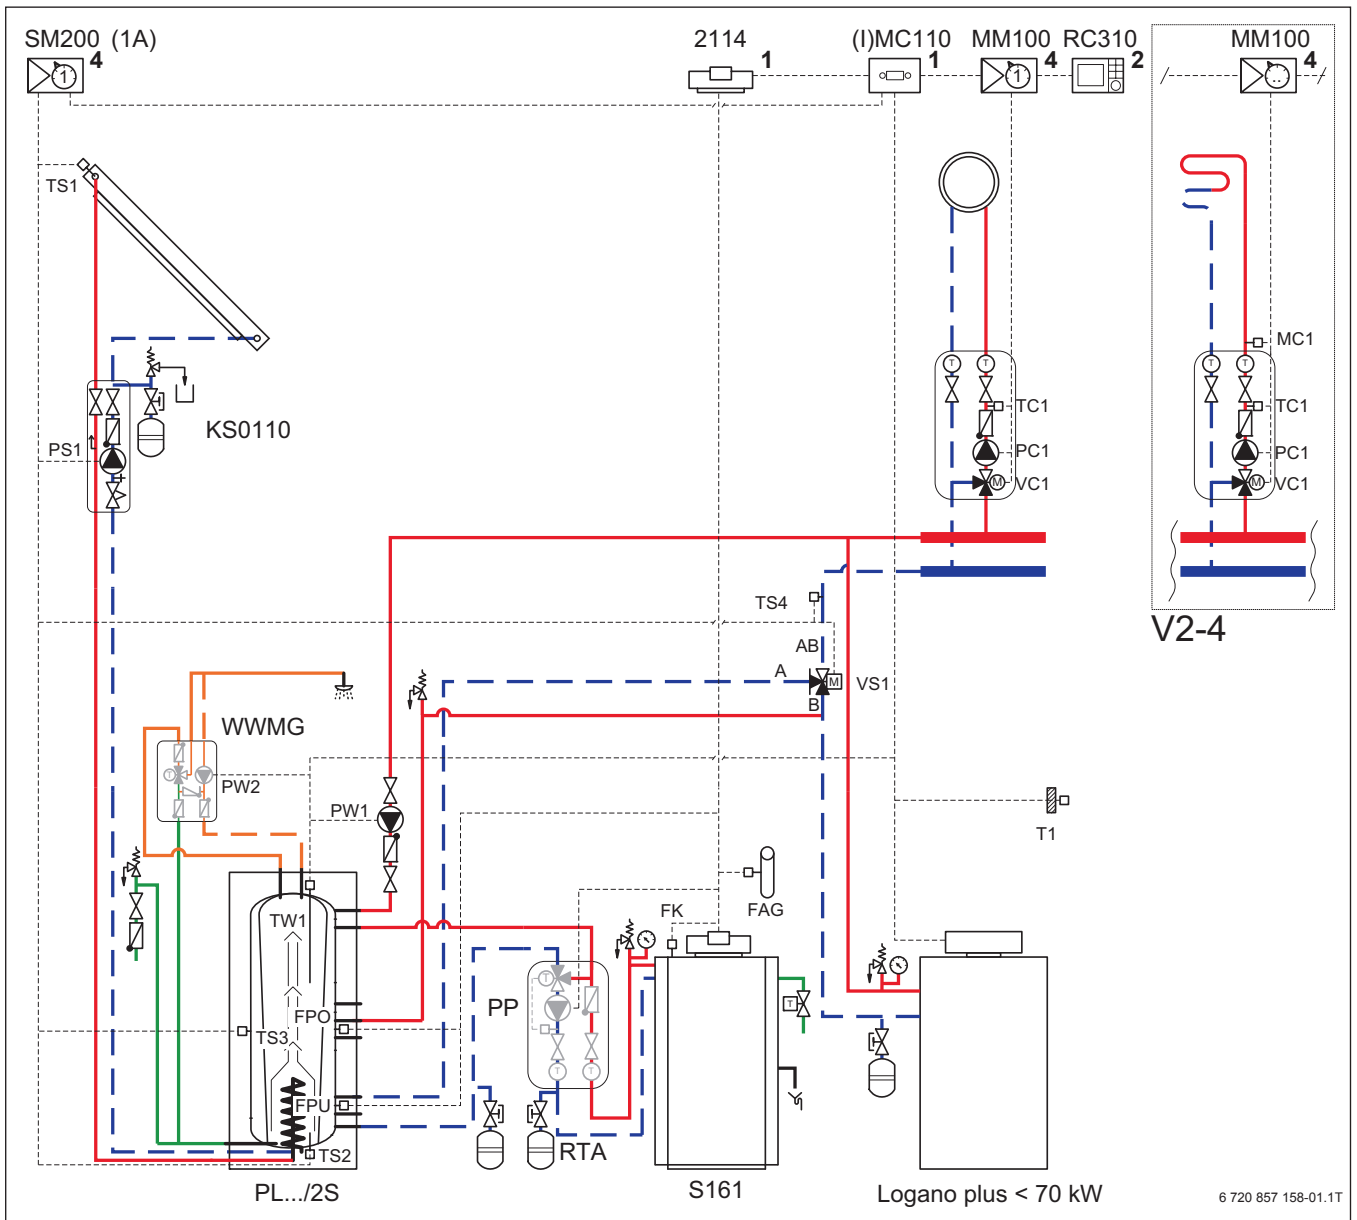 SM200 (1A)
4
1
2114
1
(I)MC110
1
MM100
4
1
RC310
2
MM100
4
..
TS1
MC1
T
T
T
T
TC1
TC1
KS0110
PS1
PC1
PC1
M
VC1
M
VC1
TS4
V2-4
AB
A
M
VS1
B
WWMG
T
PW2
PW1
T1
TW1
FK
FAG
T
PP
T
FPO
TS3
T
T
FPU
RTA
TS2
PL.../2S
S161
Logano plus < 70 kW
6 720 857 158-01.1T